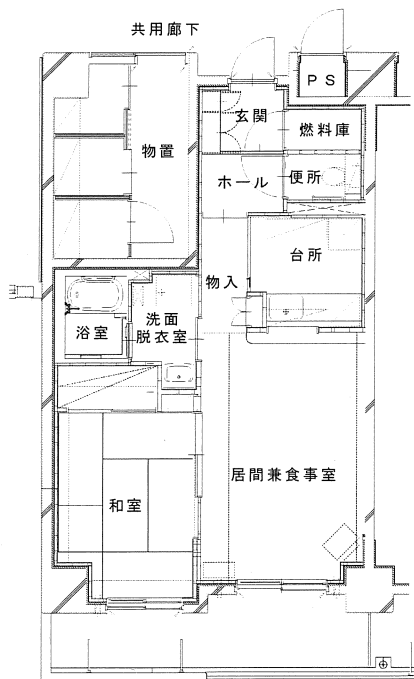 共用廊下
PS
玄関
燃料庫
物置
ホール
便所
台所
物入1
浴室
洗面
脱衣室
居間兼食事室
和室